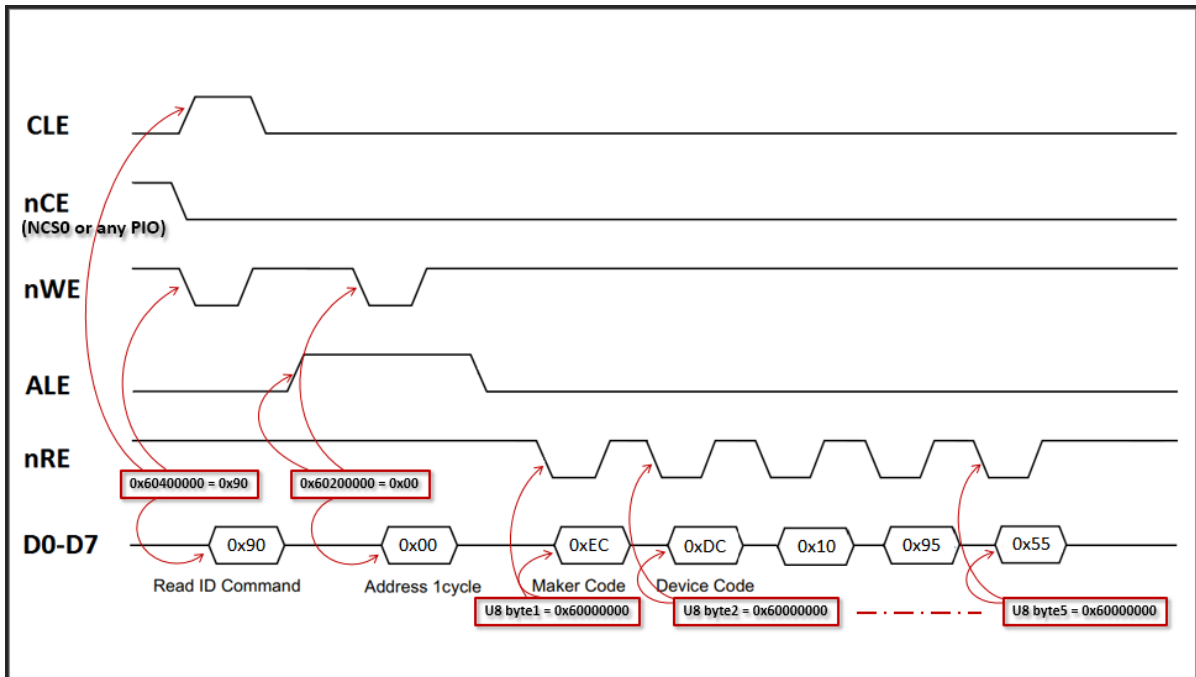 CLE
nCE
(NCS0 or any PIO)
nWE
ALE
nRE
0x60400000 = 0x90
0x60200000 = 0x00
D0-D7
0x90
0x00
0xEC
0xDC
0x10
0x95
0x55
Read ID Command
Address 1cycle
Maker Code
Device Code
U8 byte1 = 0x60000000
U8 byte2 = 0x60000000
U8 byte5 = 0x60000000